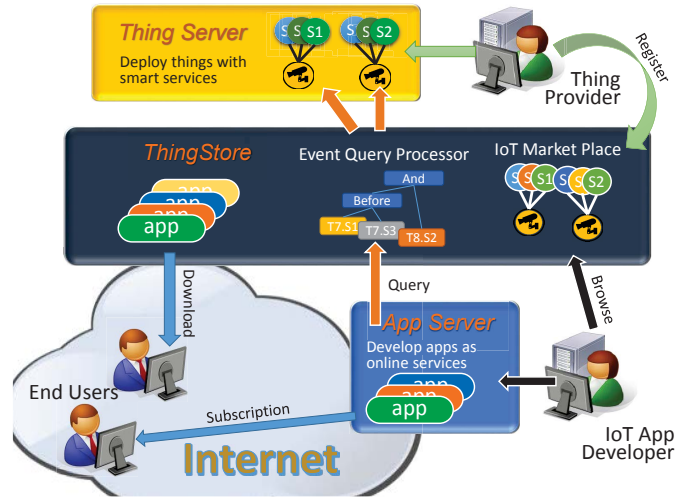 Thing Server
Deploy things with
smart services
S
S
S1
S
S2
Thing
Provider
Register
ThingStore
app
app
app
app
Event Query Processor
And
Before
T7.S1
T7.S3
T8.S2
IoT Market Place
S
S
S1
S
S
S2
Download
Query
Browse
App Server
Develop apps as
online services
app
app
app
End Users
Subscription
Internet
IoT App
Developer